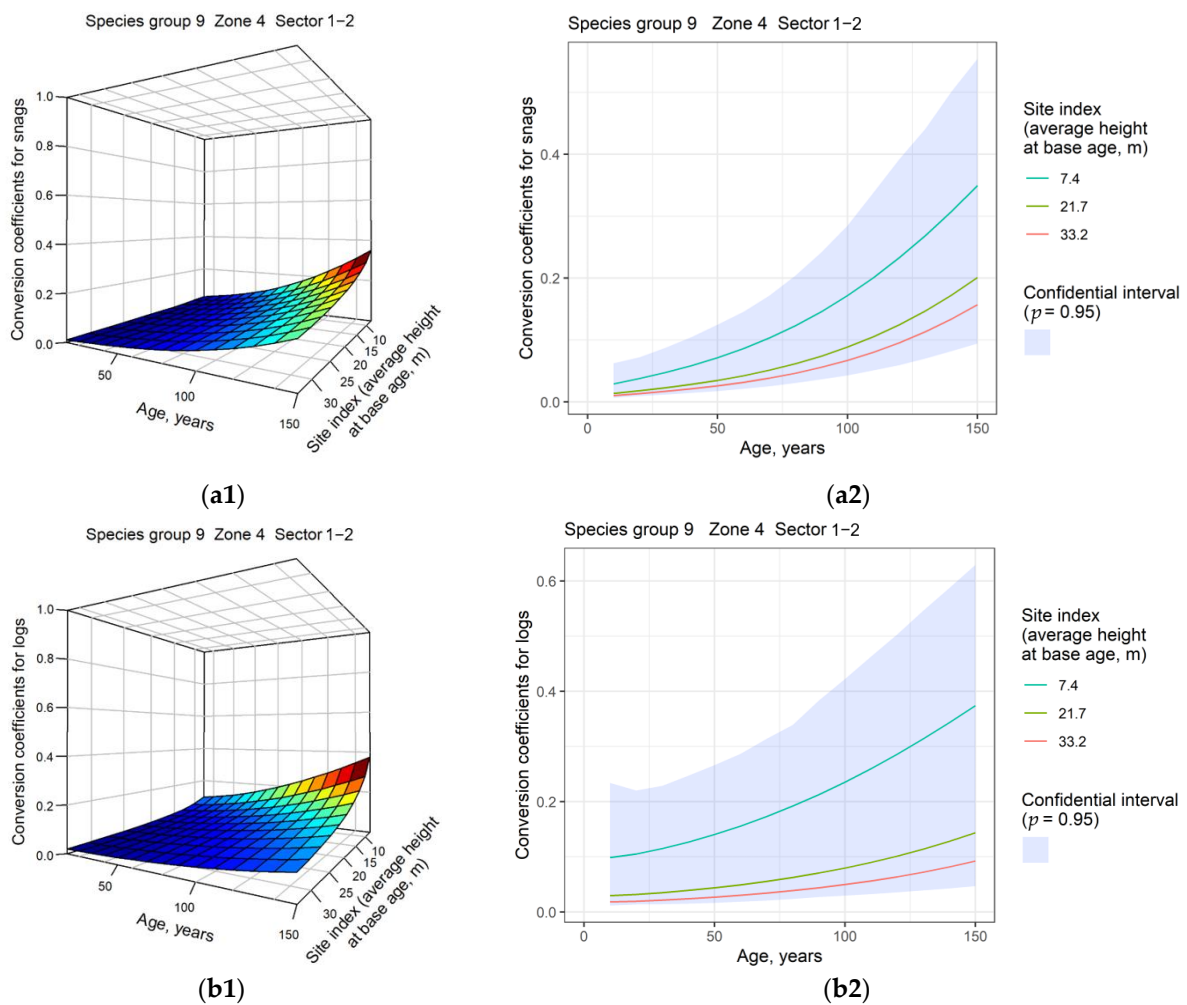 Species group 9 Zone 4 Sector 1−2
Conversion coefficients for snags
1.0
0.8
0.6
0.4
0.2
0.0
50
100
150
Age, years
10
15
20
25
30
Site index (average height
at base age, m)
(a1)
Species group 9 Zone 4 Sector 1−2
Conversion coefficients for snags
0.4
0.2
0.0
0
50
100
150
Age, years
Site index
(average height
at base age, m)
7.4
21.7
33.2
Confidential interval
(p = 0.95)
(a2)
Species group 9 Zone 4 Sector 1−2
Conversion coefficients for logs
1.0
0.8
0.6
0.4
0.2
0.0
50
100
150
Age, years
10
15
20
25
30
Site index (average height
at base age, m)
(b1)
Species group 9 Zone 4 Sector 1−2
Conversion coefficients for logs
0.6
0.4
0.2
0.0
0
50
100
150
Age, years
Site index
(average height
at base age, m)
7.4
21.7
33.2
Confidential interval
(p = 0.95)
(b2)